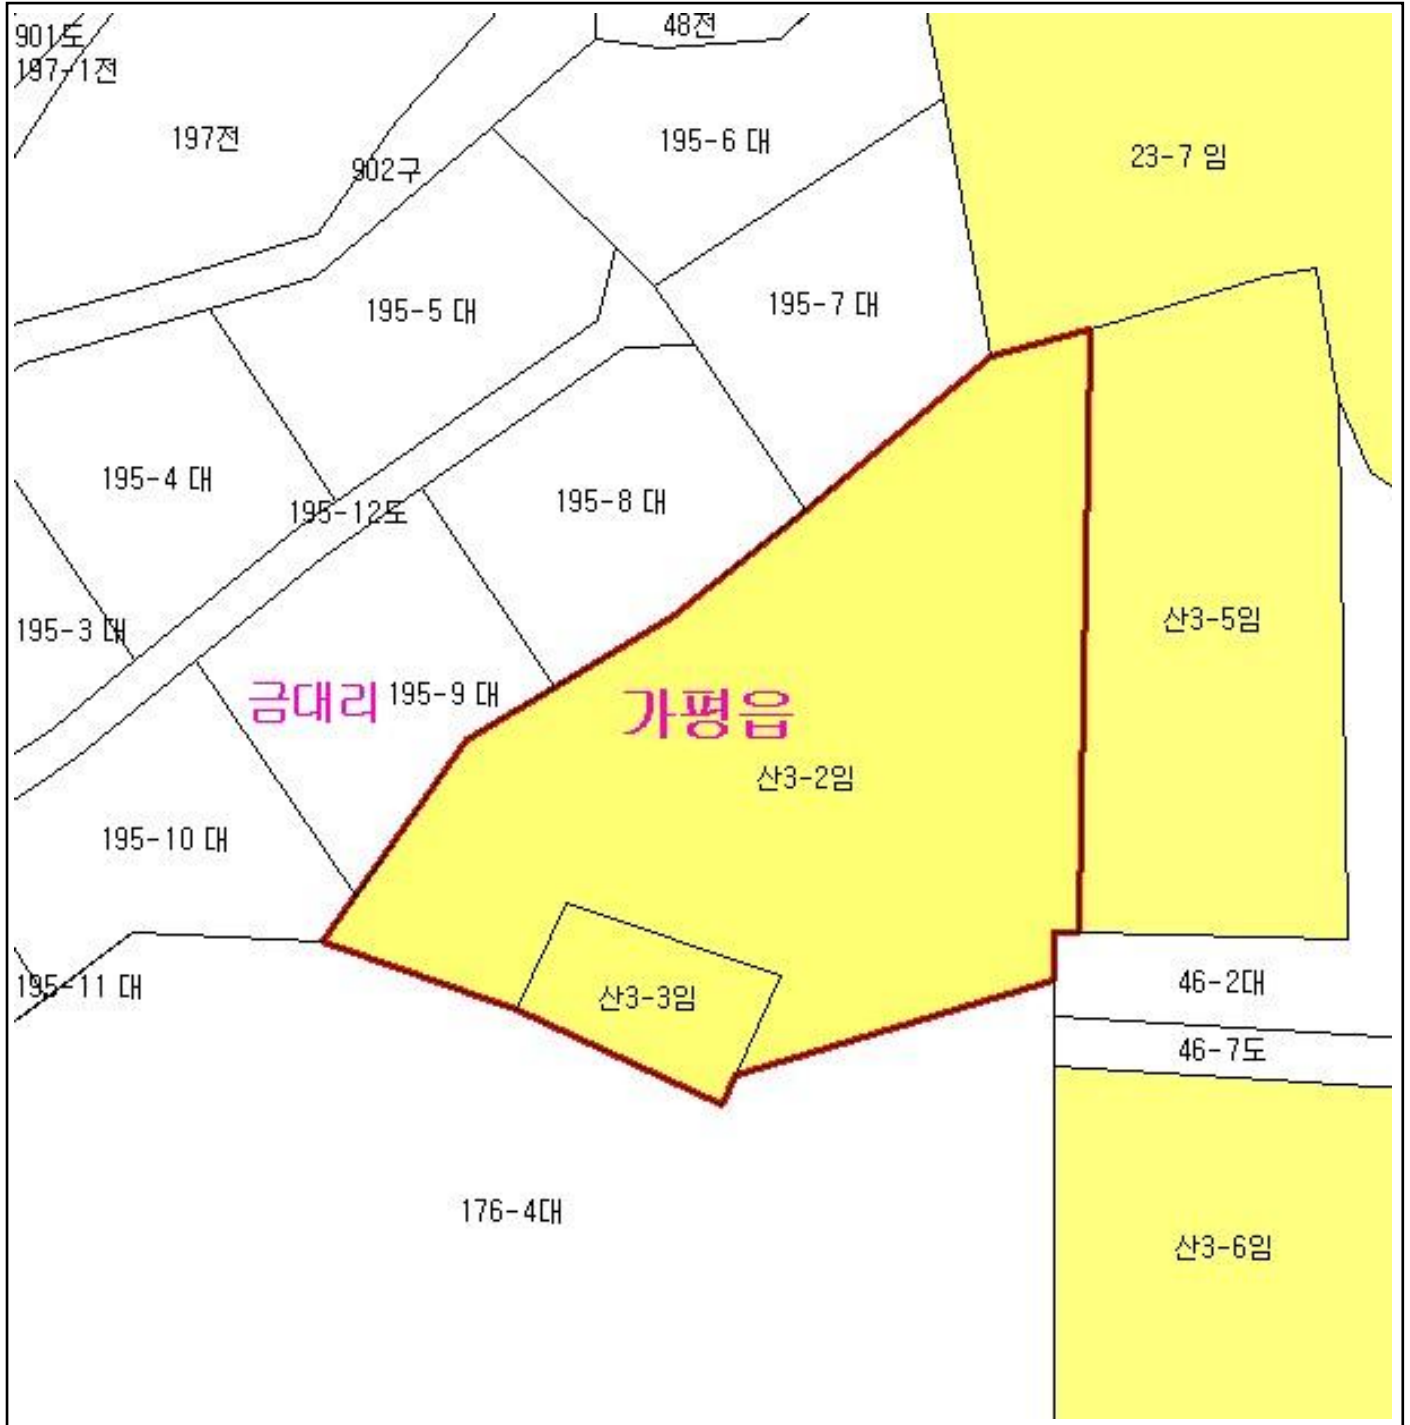 901도
48전
197-1전
197전
195-6 대
23-7 임
902구
195-7 대
195-5 대
195-4 대
195-8 대
195-12도
산3-5임
195-3 대
금대리
195-9 대
가평읍
산3-2임
195-10 대
195-11 대
산3-3임
46-2대
46-7도
176-4대
산3-6임